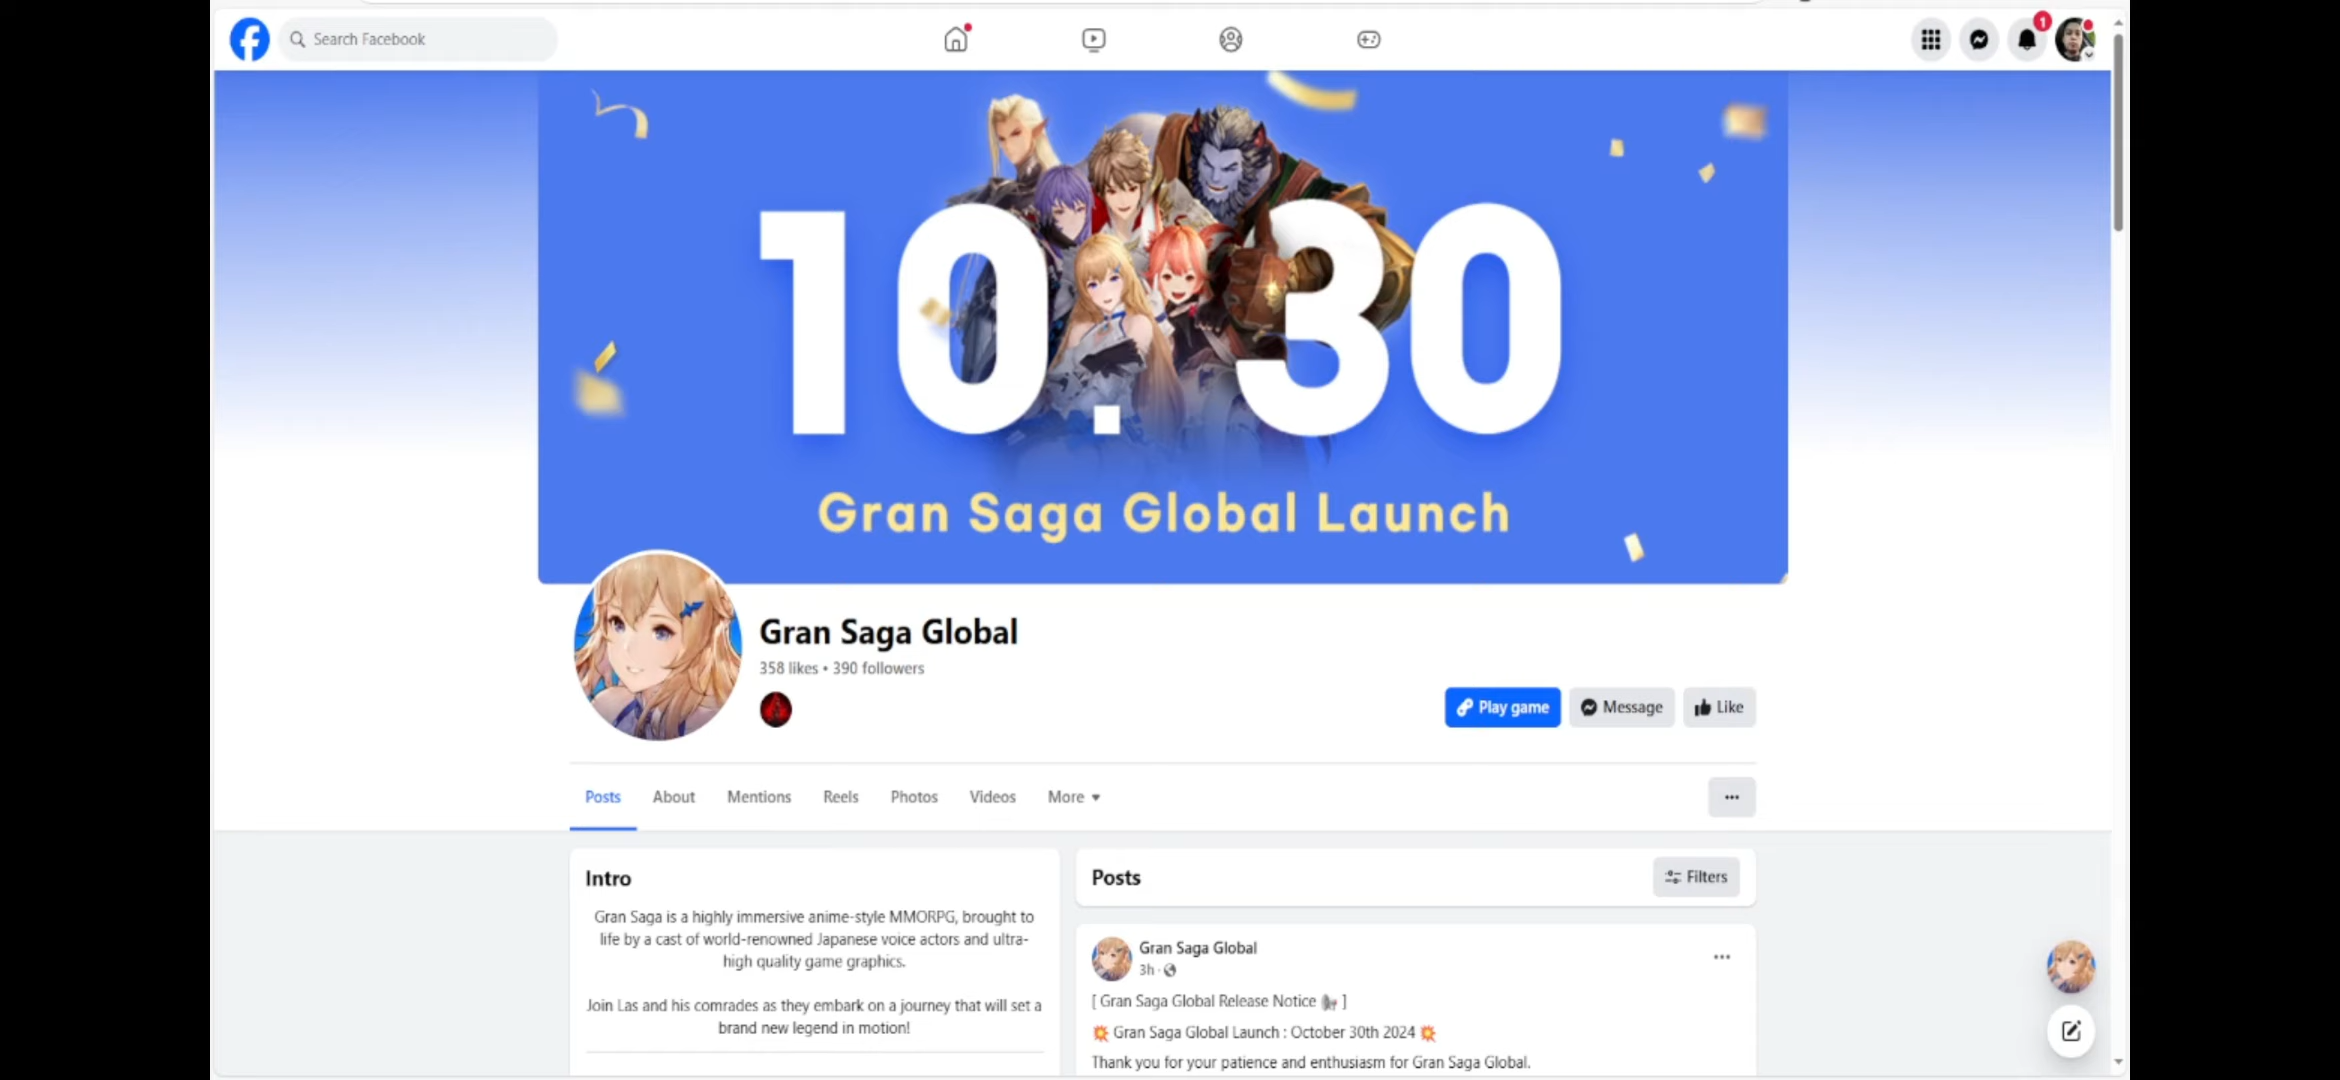 Search Facebook
1
10.30
Gran Saga Global Launch
Gran Saga Global
358 likes • 390 followers
Play game
Message
Like
Posts
About
Mentions
Reels
Photos
Videos
More
Intro
Gran Saga is a highly immersive anime-style MMORPG, brought to
life by a cast of world-renowned Japanese voice actors and ultra-
high quality game graphics.
Join Las and his comrades as they embark on a journey that will set a
brand new legend in motion!
Posts
Filters
Gran Saga Global
3h ·
[ Gran Saga Global Release Notice 📢 ]
💥 Gran Saga Global Launch : October 30th 2024 💥
Thank you for your patience and enthusiasm for Gran Saga Global.